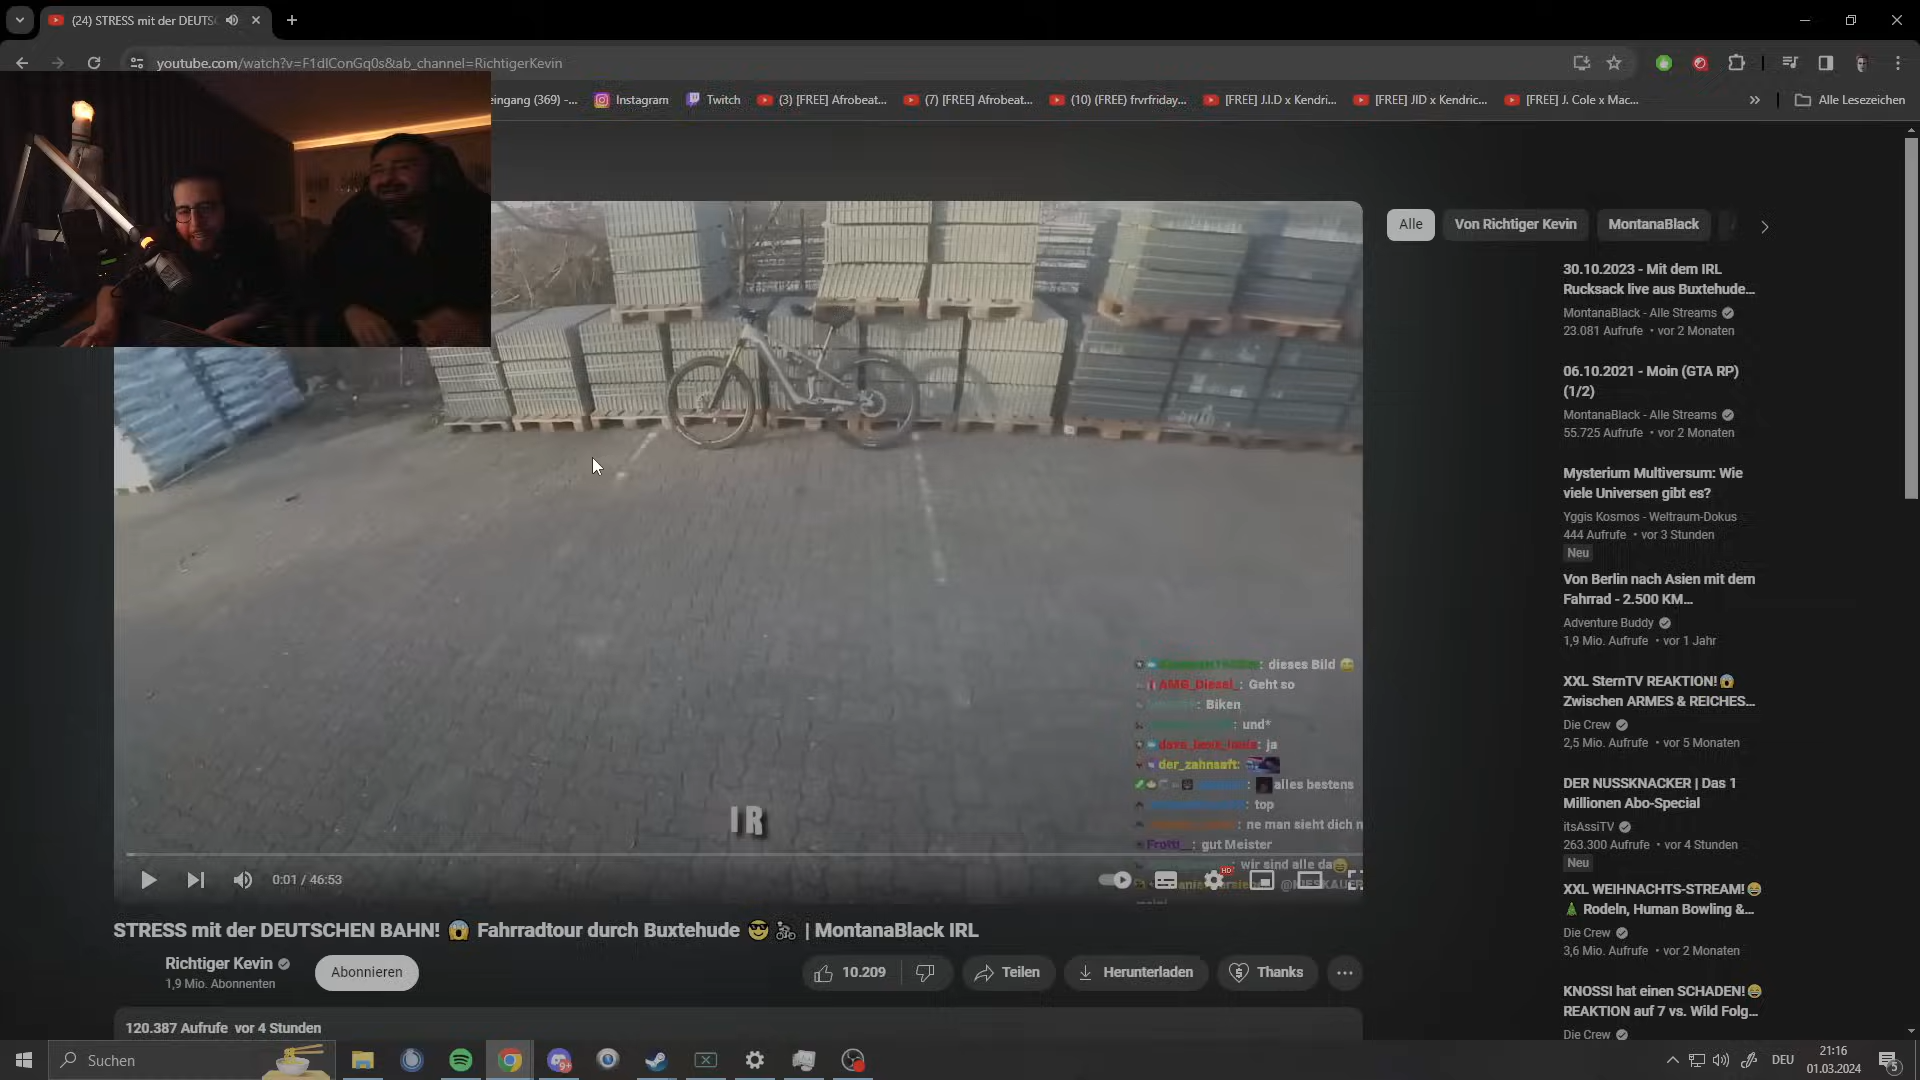 (24) STRESS mit der DEUTSC
youtube.com/watch?v=F1dIConGq0s&ab_channel=RichtigerKevin
eingang (369) -...
Instagram
Twitch
(3) [FREE] Afrobeat...
(7) [FREE] Afrobeat...
(10) (FREE) frvrfriday...
[FREE] J.I.D x Kendri...
[FREE] JID x Kendric...
[FREE] J. Cole x Mac...
Alle Lesezeichen
Alle
Von Richtiger Kevin
MontanaBlack
30.10.2023 - Mit dem IRL
Rucksack live aus Buxtehude...
MontanaBlack - Alle Streams
23.081 Aufrufe • vor 2 Monaten
06.10.2021 - Moin (GTA RP)
(1/2)
MontanaBlack - Alle Streams
55.725 Aufrufe • vor 2 Monaten
Mysterium Multiversum: Wie
viele Universen gibt es?
Yggis Kosmos - Weltraum-Dokus
444 Aufrufe • vor 3 Stunden
Neu
Von Berlin nach Asien mit dem
Fahrrad - 2.500 KM...
Adventure Buddy
1,9 Mio. Aufrufe • vor 1 Jahr
XXL SternTV REAKTION!😱
Zwischen ARMES & REICHES...
Die Crew
2,5 Mio. Aufrufe • vor 5 Monaten
DER NUSSKNACKER | Das 1
Millionen Abo-Special
itsAssiTV
263.300 Aufrufe • vor 4 Stunden
Neu
XXL WEIHNACHTS-STREAM!😂
🎄 Rodeln, Human Bowling &...
Die Crew
3,6 Mio. Aufrufe • vor 2 Monaten
KNOSSI hat einen SCHADEN!😂
REAKTION auf 7 vs. Wild Folg...
Die Crew
: dieses Bild
AMG_Diesel_: Geht so
: Biken
: und*
: ja
der_zahnsaft:
: alles bestens
: top
: ne man sieht dich n
Frotti__: gut Meister
: wir sind alle da
IR
0:01 / 46:53
HD
STRESS mit der DEUTSCHEN BAHN! 😱 Fahrradtour durch Buxtehude 😎🚴 | MontanaBlack IRL
Richtiger Kevin
1,9 Mio. Abonnenten
Abonnieren
10.209
Teilen
Herunterladen
Thanks
120.387 Aufrufe vor 4 Stunden
Suchen
9+
DEU
21:16
01.03.2024
5